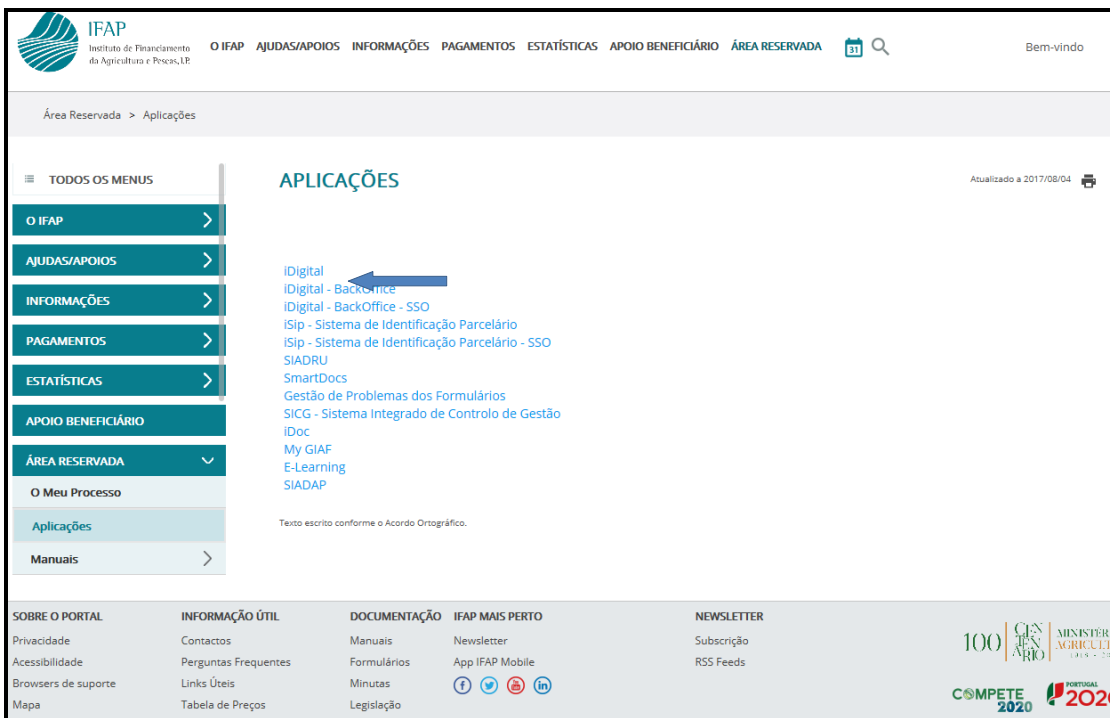 IFAP
Instituto de Financiamento
da Agricultura e Pescas, I.P.
O IFAP AJUDAS/APOIOS INFORMAÇÕES PAGAMENTOS ESTATÍSTICAS APOIO BENEFICIÁRIO ÁREA RESERVADA 31 Bem-vindo
Área Reservada > Aplicações
TODOS OS MENUS
O IFAP
AJUDAS/APOIOS
INFORMAÇÕES
PAGAMENTOS
ESTATÍSTICAS
APOIO BENEFICIÁRIO
ÁREA RESERVADA
O Meu Processo
Aplicações
Manuais
APLICAÇÕES
Atualizado a 2017/08/04
iDigital
iDigital - BackOffice
iDigital - BackOffice - SSO
iSip - Sistema de Identificação Parcelário
iSip - Sistema de Identificação Parcelário - SSO
SIADRU
SmartDocs
Gestão de Problemas dos Formulários
SICG - Sistema Integrado de Controlo de Gestão
iDoc
My GIAF
E-Learning
SIADAP
Texto escrito conforme o Acordo Ortográfico.
SOBRE O PORTAL
Privacidade
Acessibilidade
Browsers de suporte
Mapa
INFORMAÇÃO ÚTIL
Contactos
Perguntas Frequentes
Links Úteis
Tabela de Preços
DOCUMENTAÇÃO
Manuais
Formulários
Minutas
Legislação
IFAP MAIS PERTO
Newsletter
App IFAP Mobile
NEWSLETTER
Subscrição
RSS Feeds
100 CENTENÁRIO
COMPETE
2020
PORTUGAL